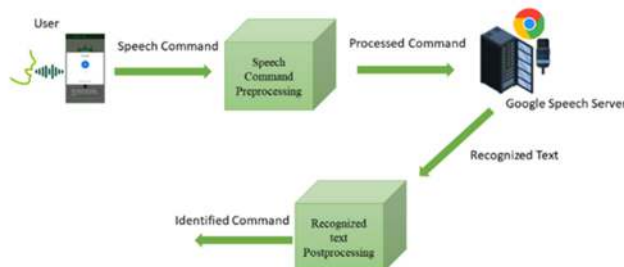 User
Speech Command
Processed Command
Speech
Command
Preprocessing
Google Speech Server
Recognized Text
Identified Command
Recognized
text
Postprocessing